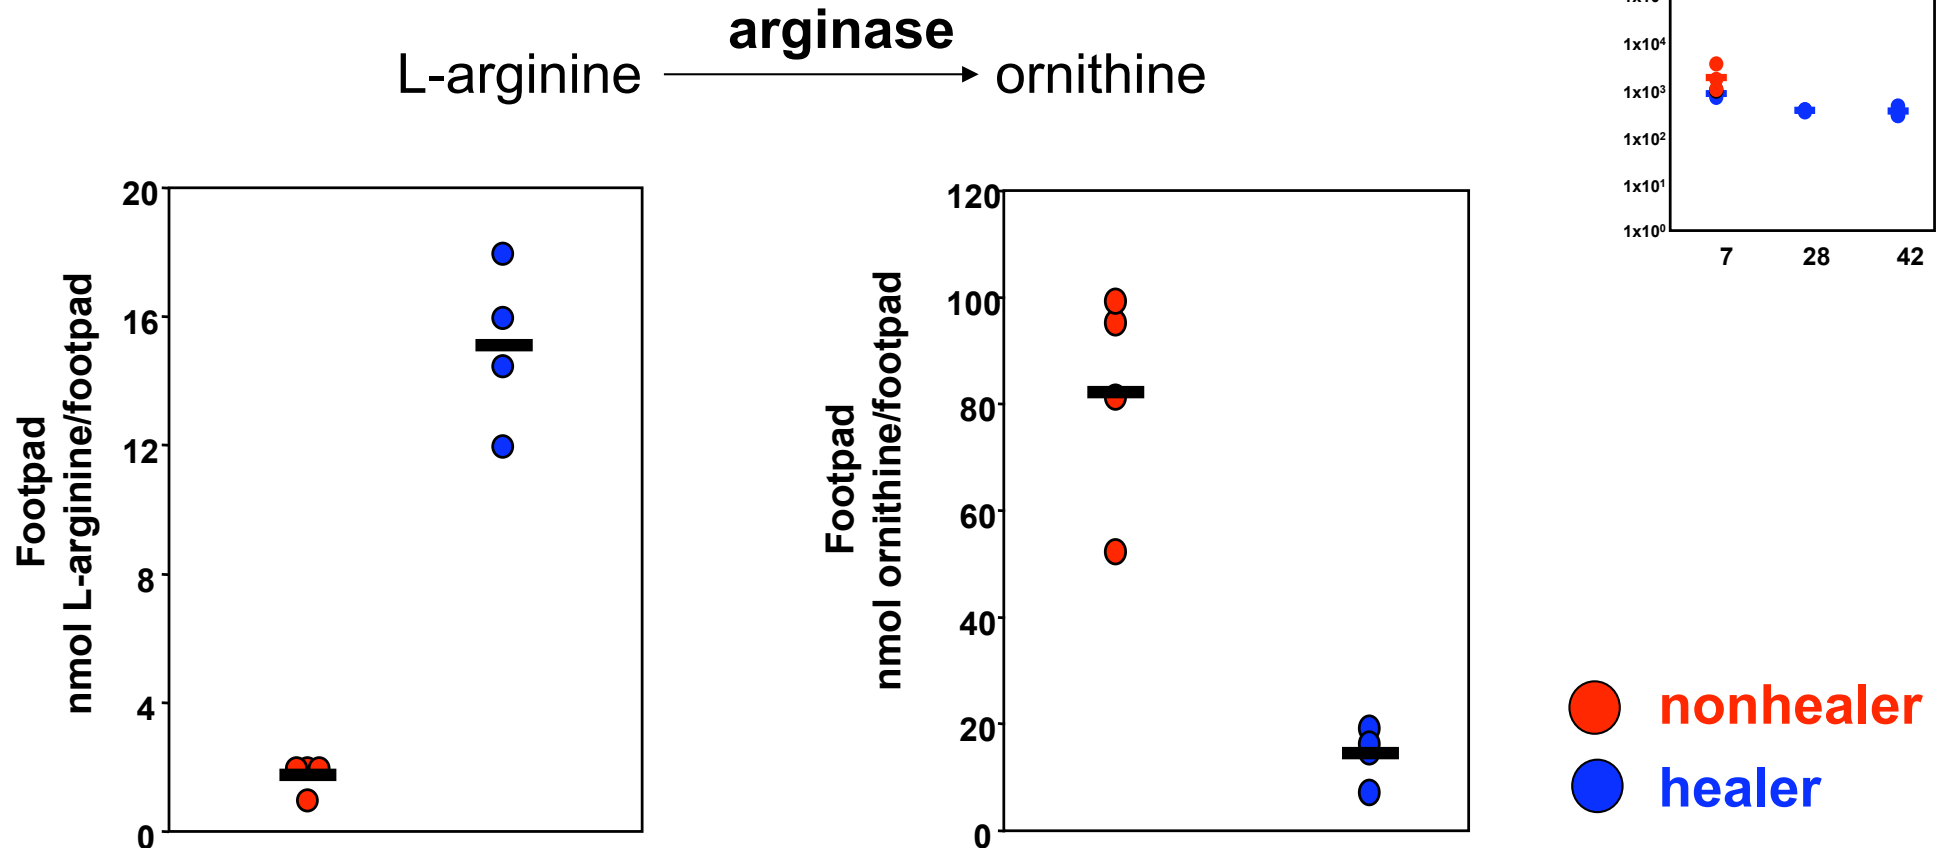 arginase
L-arginine ornithine
20
16
12
8
4
0
Footpad
nmol L-arginine/footpad
120
100
80
60
40
20
0
Footpad
nmol ornithine/footpad
1x10⁴
1x10³
1x10²
1x10¹
1x10⁰
7 28 42
nonhealer
healer